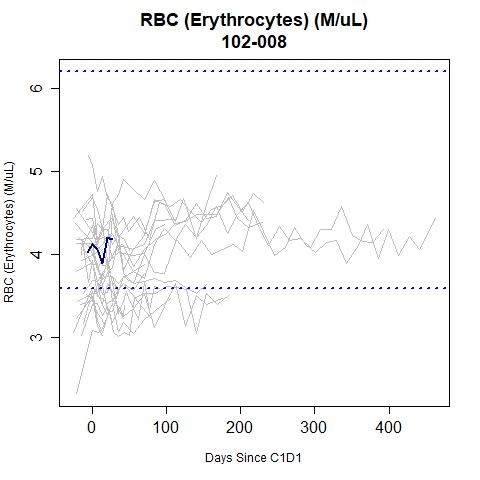 RBC (Erythrocytes) (M/uL)
102-008
RBC (Erythrocytes) (M/uL)
6
5
4
3
0 100 200 300 400
Days Since C1D1